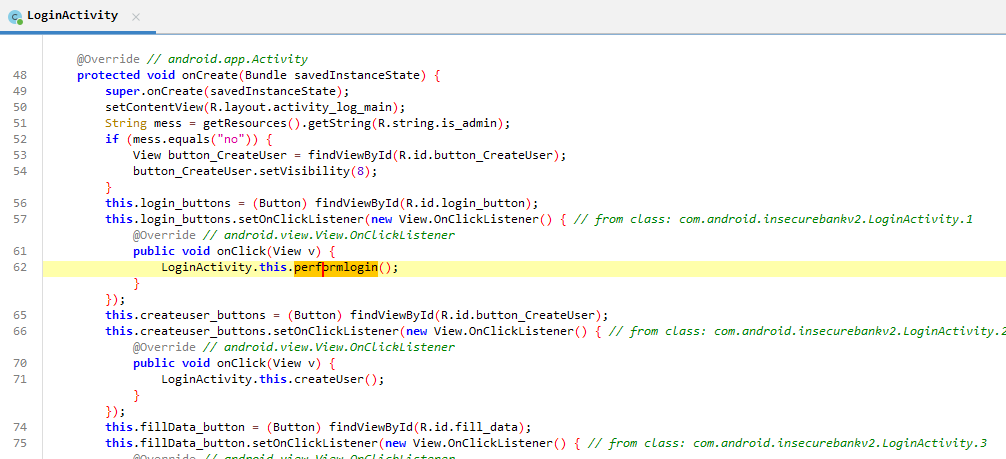 C LoginActivity ×
@Override // android.app.Activity
48 protected void onCreate(Bundle savedInstanceState) {
49 super.onCreate(savedInstanceState);
50 setContentView(R.layout.activity_log_main);
51 String mess = getResources().getString(R.string.is_admin);
52 if (mess.equals("no")) {
53 View button_CreateUser = findViewById(R.id.button_CreateUser);
54 button_CreateUser.setVisibility(8);
}
56 this.login_buttons = (Button) findViewById(R.id.login_button);
57 this.login_buttons.setOnClickListener(new View.OnClickListener() { // from class: com.android.insecurebankv2.LoginActivity.1
@Override // android.view.View.OnClickListener
61 public void onClick(View v) {
62 LoginActivity.this.performlogin();
}
});
65 this.createuser_buttons = (Button) findViewById(R.id.button_CreateUser);
66 this.createuser_buttons.setOnClickListener(new View.OnClickListener() { // from class: com.android.insecurebankv2.LoginActivity.2
@Override // android.view.View.OnClickListener
70 public void onClick(View v) {
71 LoginActivity.this.createUser();
}
});
74 this.fillData_button = (Button) findViewById(R.id.fill_data);
75 this.fillData_button.setOnClickListener(new View.OnClickListener() { // from class: com.android.insecurebankv2.LoginActivity.3
@Override // android.view.View.OnClickListener